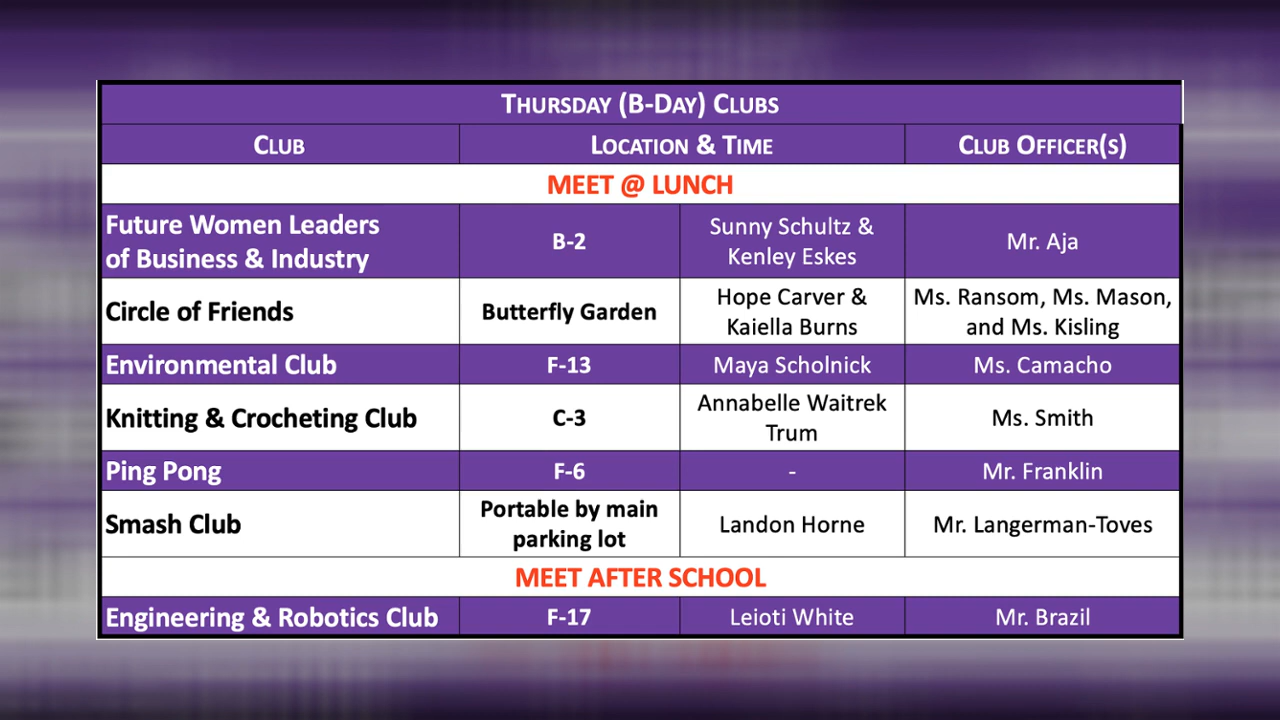 THURSDAY (B-DAY) CLUBS
CLUB LOCATION & TIME CLUB OFFICER(S)
MEET @ LUNCH
Future Women Leaders
of Business & Industry
B-2
Sunny Schultz &
Kenley Eskes
Mr. Aja
Circle of Friends
Butterfly Garden
Hope Carver &
Kaiella Burns
Ms. Ransom, Ms. Mason,
and Ms. Kisling
Environmental Club F-13 Maya Scholnick Ms. Camacho
Knitting & Crocheting Club
C-3
Annabelle Waitrek
Trum
Ms. Smith
Ping Pong F-6 - Mr. Franklin
Smash Club
Portable by main
parking lot
Landon Horne
Mr. Langerman-Toves
MEET AFTER SCHOOL
Engineering & Robotics Club F-17 Leioti White Mr. Brazil